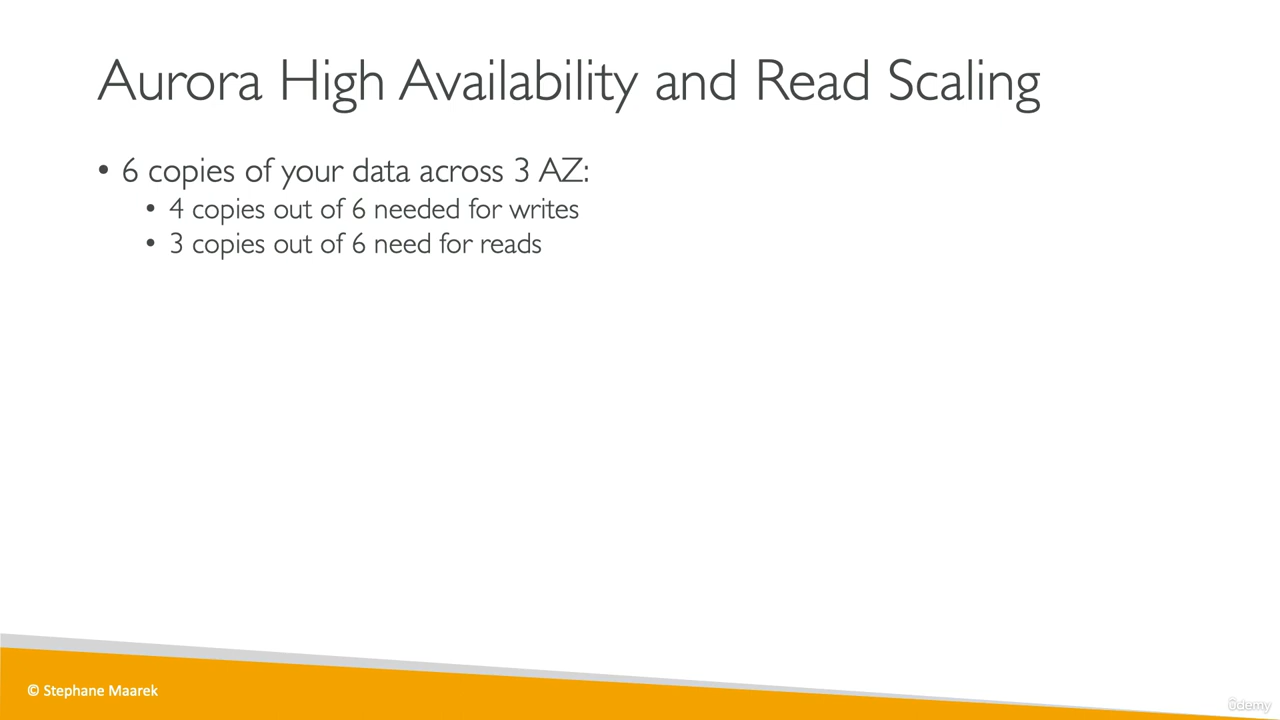 Aurora High Availability and Read Scaling
• 6 copies of your data across 3 AZ:
• 4 copies out of 6 needed for writes
• 3 copies out of 6 need for reads
© Stephane Maarek
ûdemy